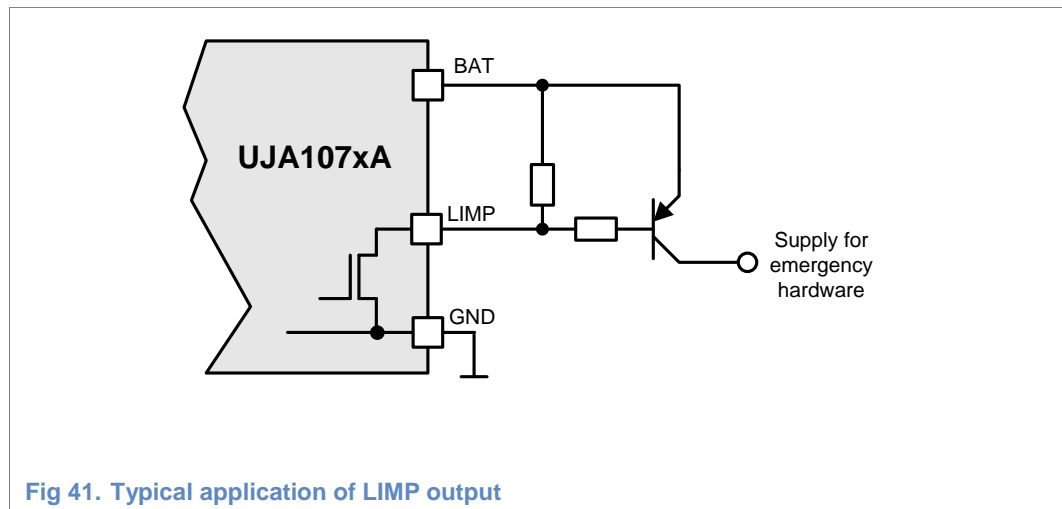 BAT
UJA107xA
LIMP
Supply for
emergency
hardware
GND
Fig 41. Typical application of LIMP output